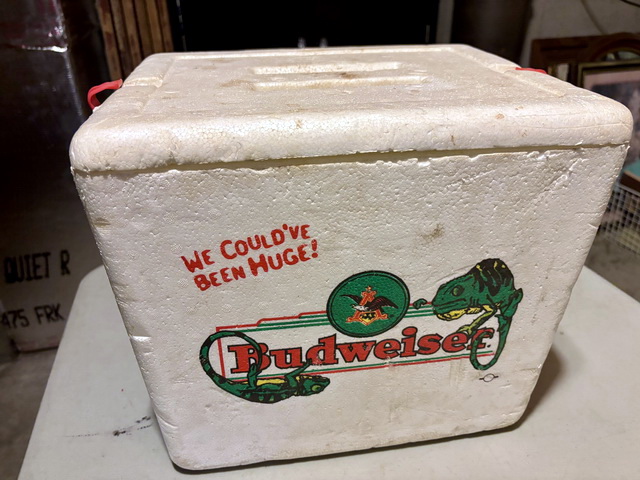 We Could've
Been Huge!
Budweiser
QUIET R
475 FRK